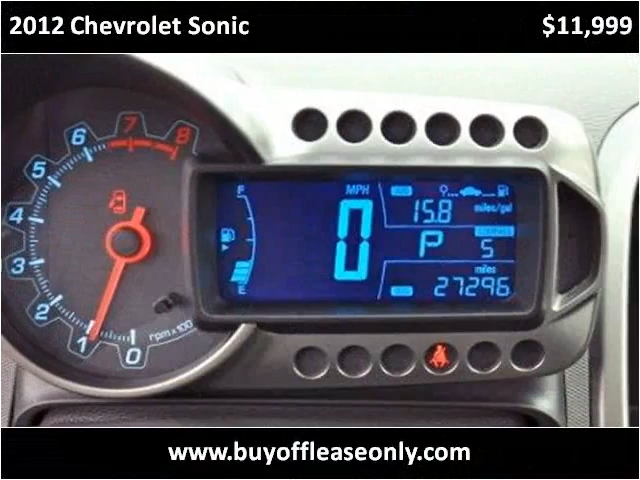 2012 Chevrolet Sonic $11,999
8
7
6
5
4
3
2
1
0
rpm x 100
F
E
MPH
0
15.8 miles/gal
P
5
miles
27296
www.buyoffleaseonly.com